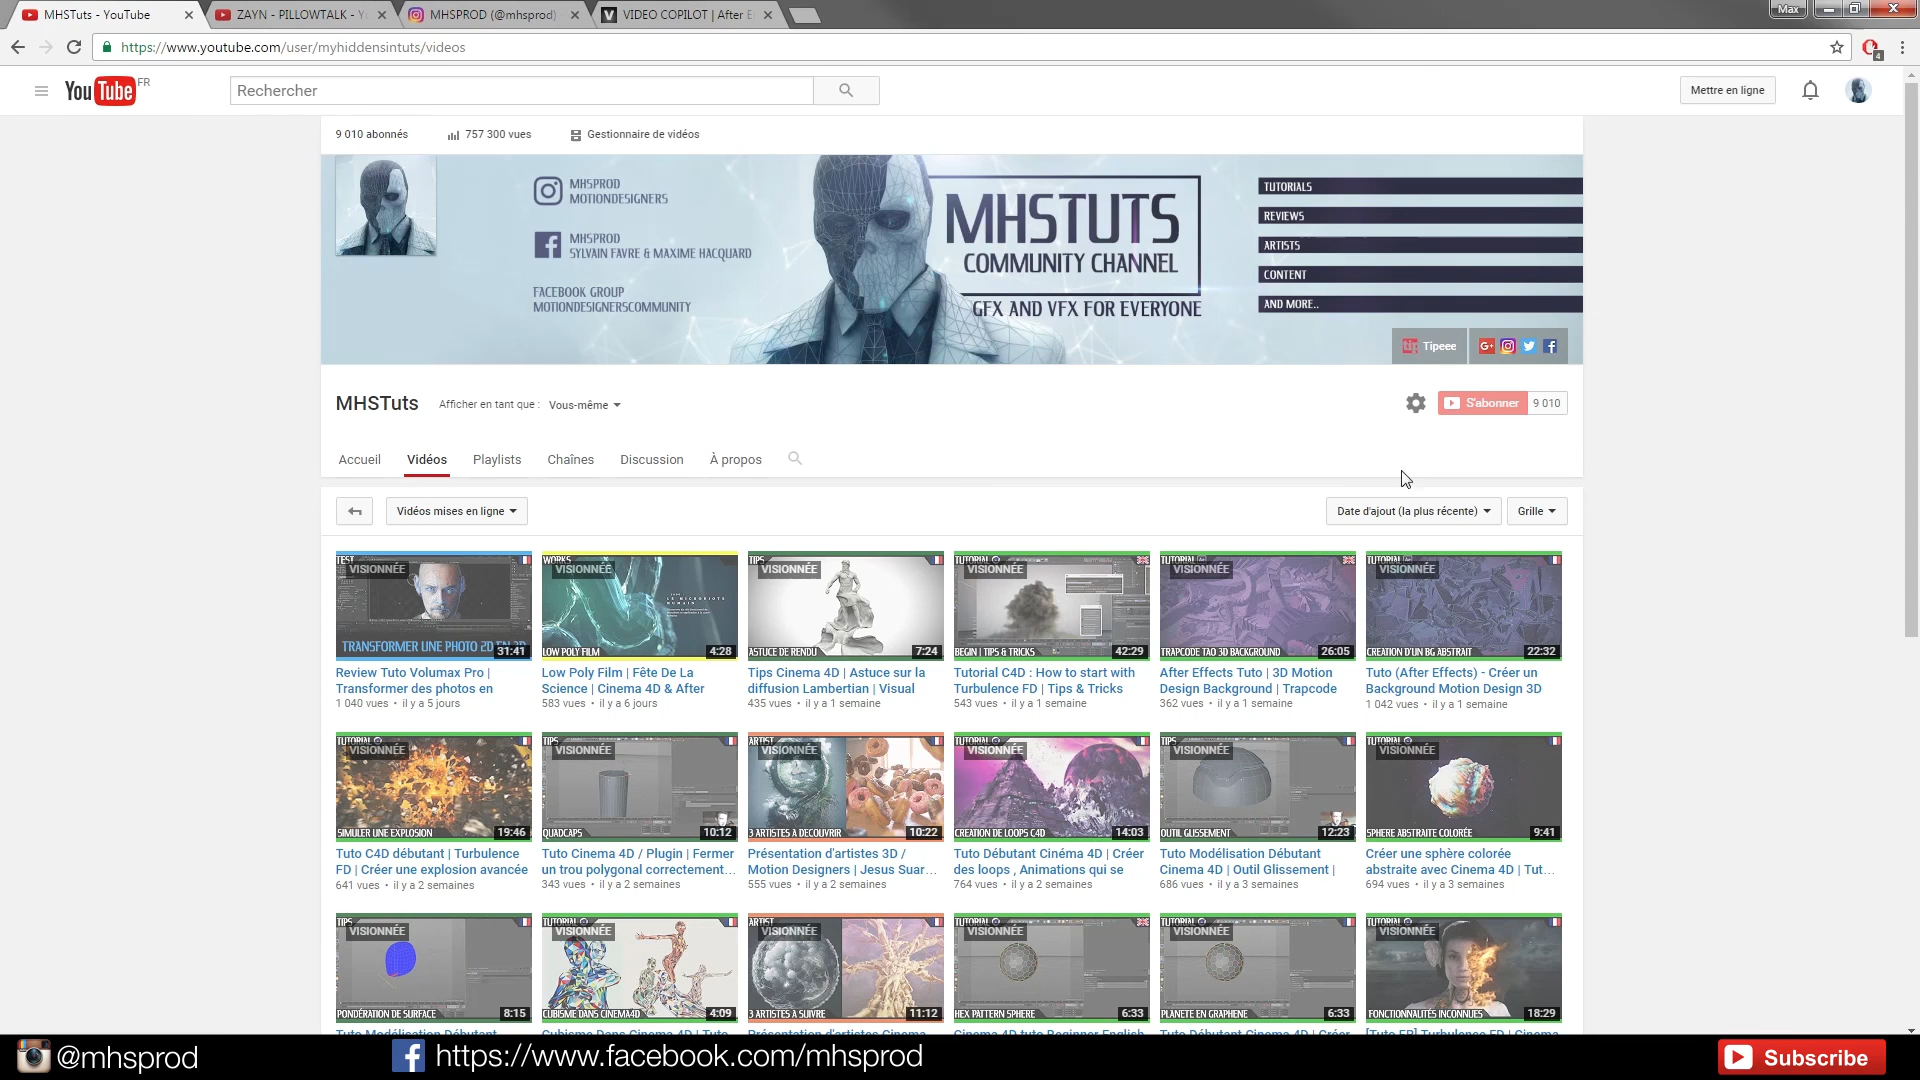 MHSTuts - YouTube
ZAYN - PILLOWTALK - Y
MHSPROD (@mhsprod)
VIDEO COPILOT | After E
Max
https://www.youtube.com/user/myhiddensintuts/videos
4
YouTube FR
Rechercher
Mettre en ligne
9 010 abonnés
757 300 vues
Gestionnaire de vidéos
MHSPROD
MOTIONDESIGNERS
MHSPROD
SYLVAIN FAVRE & MAXIME HACQUARD
FACEBOOK GROUP
MOTIONDESIGNERSCOMMUNITY
MHSTUTS
COMMUNITY CHANNEL
GFX AND VFX FOR EVERYONE
TUTORIALS
REVIEWS
ARTISTS
CONTENT
AND MORE..
Tipeee
MHSTuts
Afficher en tant que : Vous-même
S'abonner 9 010
Accueil
Vidéos
Playlists
Chaînes
Discussion
À propos
Vidéos mises en ligne
Date d'ajout (la plus récente)
Grille
TEST
VISIONNÉE
TRANSFORMER UNE PHOTO 2D EN 3D
31:41
Review Tuto Volumax Pro |
Transformer des photos en
1 040 vues • il y a 5 jours
WORKS
VISIONNÉE
LOW POLY FILM
4:28
Low Poly Film | Fête De La
Science | Cinema 4D & After
583 vues • il y a 6 jours
TIPS
VISIONNÉE
ASTUCE DE RENDU
7:24
Tips Cinema 4D | Astuce sur la
diffusion Lambertian | Visual
435 vues • il y a 1 semaine
TUTORIAL
VISIONNÉE
BEGIN | TIPS & TRICKS
42:29
Tutorial C4D : How to start with
Turbulence FD | Tips & Tricks
543 vues • il y a 1 semaine
TUTORIAL
VISIONNÉE
TRAPCODE TAO 3D BACKGROUND
26:05
After Effects Tuto | 3D Motion
Design Background | Trapcode
362 vues • il y a 1 semaine
TUTORIAL
VISIONNÉE
CREATION D'UN BG ABSTRAIT
22:32
Tuto (After Effects) - Créer un
Background Motion Design 3D
1 042 vues • il y a 1 semaine
TUTORIAL
VISIONNÉE
SIMULER UNE EXPLOSION
19:46
Tuto C4D débutant | Turbulence
FD | Créer une explosion avancée
641 vues • il y a 2 semaines
TIPS
VISIONNÉE
QUADCAPS
10:12
Tuto Cinema 4D / Plugin | Fermer
un trou polygonal correctement...
343 vues • il y a 2 semaines
ARTIST
VISIONNÉE
3 ARTISTES A DECOUVRIR
10:22
Présentation d'artistes 3D /
Motion Designers | Jesus Suar...
555 vues • il y a 2 semaines
TUTORIAL
VISIONNÉE
CREATION DE LOOPS C4D
14:03
Tuto Débutant Cinéma 4D | Créer
des loops , Animations qui se
764 vues • il y a 2 semaines
TIPS
VISIONNÉE
OUTIL GLISSEMENT
12:23
Tuto Modélisation Débutant
Cinema 4D | Outil Glissement |
686 vues • il y a 3 semaines
TUTORIAL
VISIONNÉE
SPHERE ABSTRAITE COLORÉE
9:41
Créer une sphère colorée
abstraite avec Cinema 4D | Tut...
694 vues • il y a 3 semaines
TIPS
VISIONNÉE
PONDÉRATION DE SURFACE
8:15
Tuto Modélisation Débutant
TUTORIAL
VISIONNÉE
CUBISME DANS CINEMA4D
4:09
Cubisme Dans Cinema 4D | Tuto
ARTIST
VISIONNÉE
3 ARTISTES À SUIVRE
11:12
Présentation d'artistes Cinema
TUTORIAL
VISIONNÉE
HEX PATTERN SPHERE
6:33
Cinema 4D tuto Beginner English
TUTORIAL
VISIONNÉE
PLANETE EN GRAPHENE
6:33
Tuto Débutant Cinema 4D | Créer
TUTORIAL
VISIONNÉE
FONCTIONNALITÉS INCONNUES
18:29
[Tuto FR] Turbulence FD | Cinema
@mhsprod
https://www.facebook.com/mhsprod
Subscribe